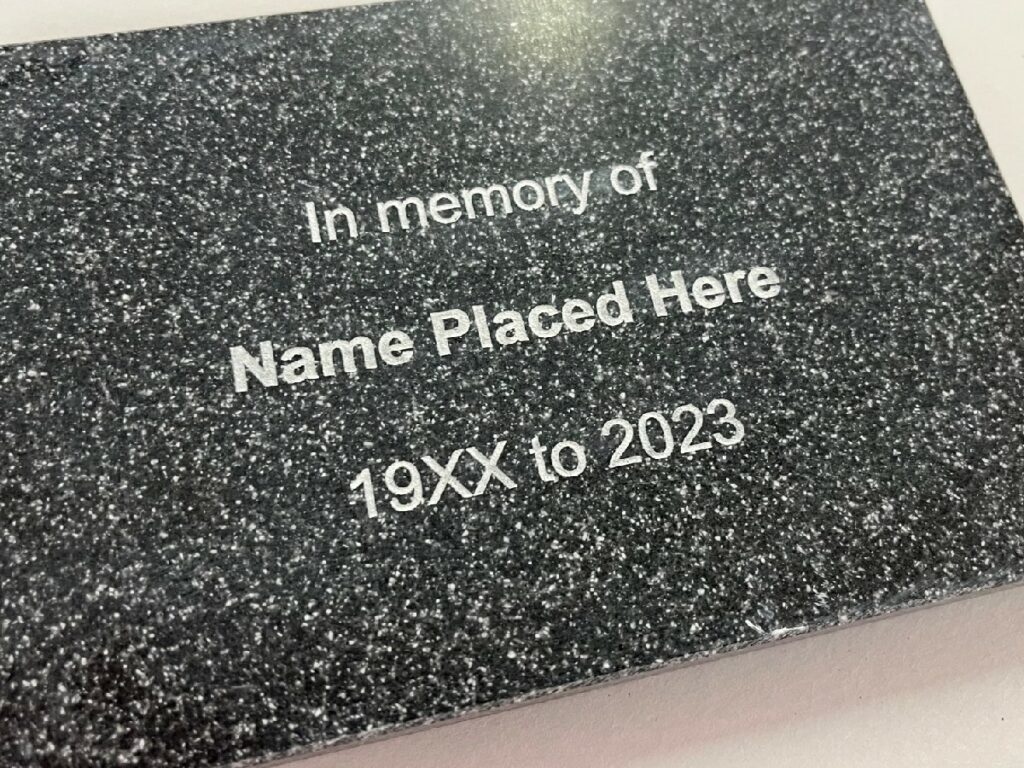 In memory of
Name Placed Here
19XX to 2023